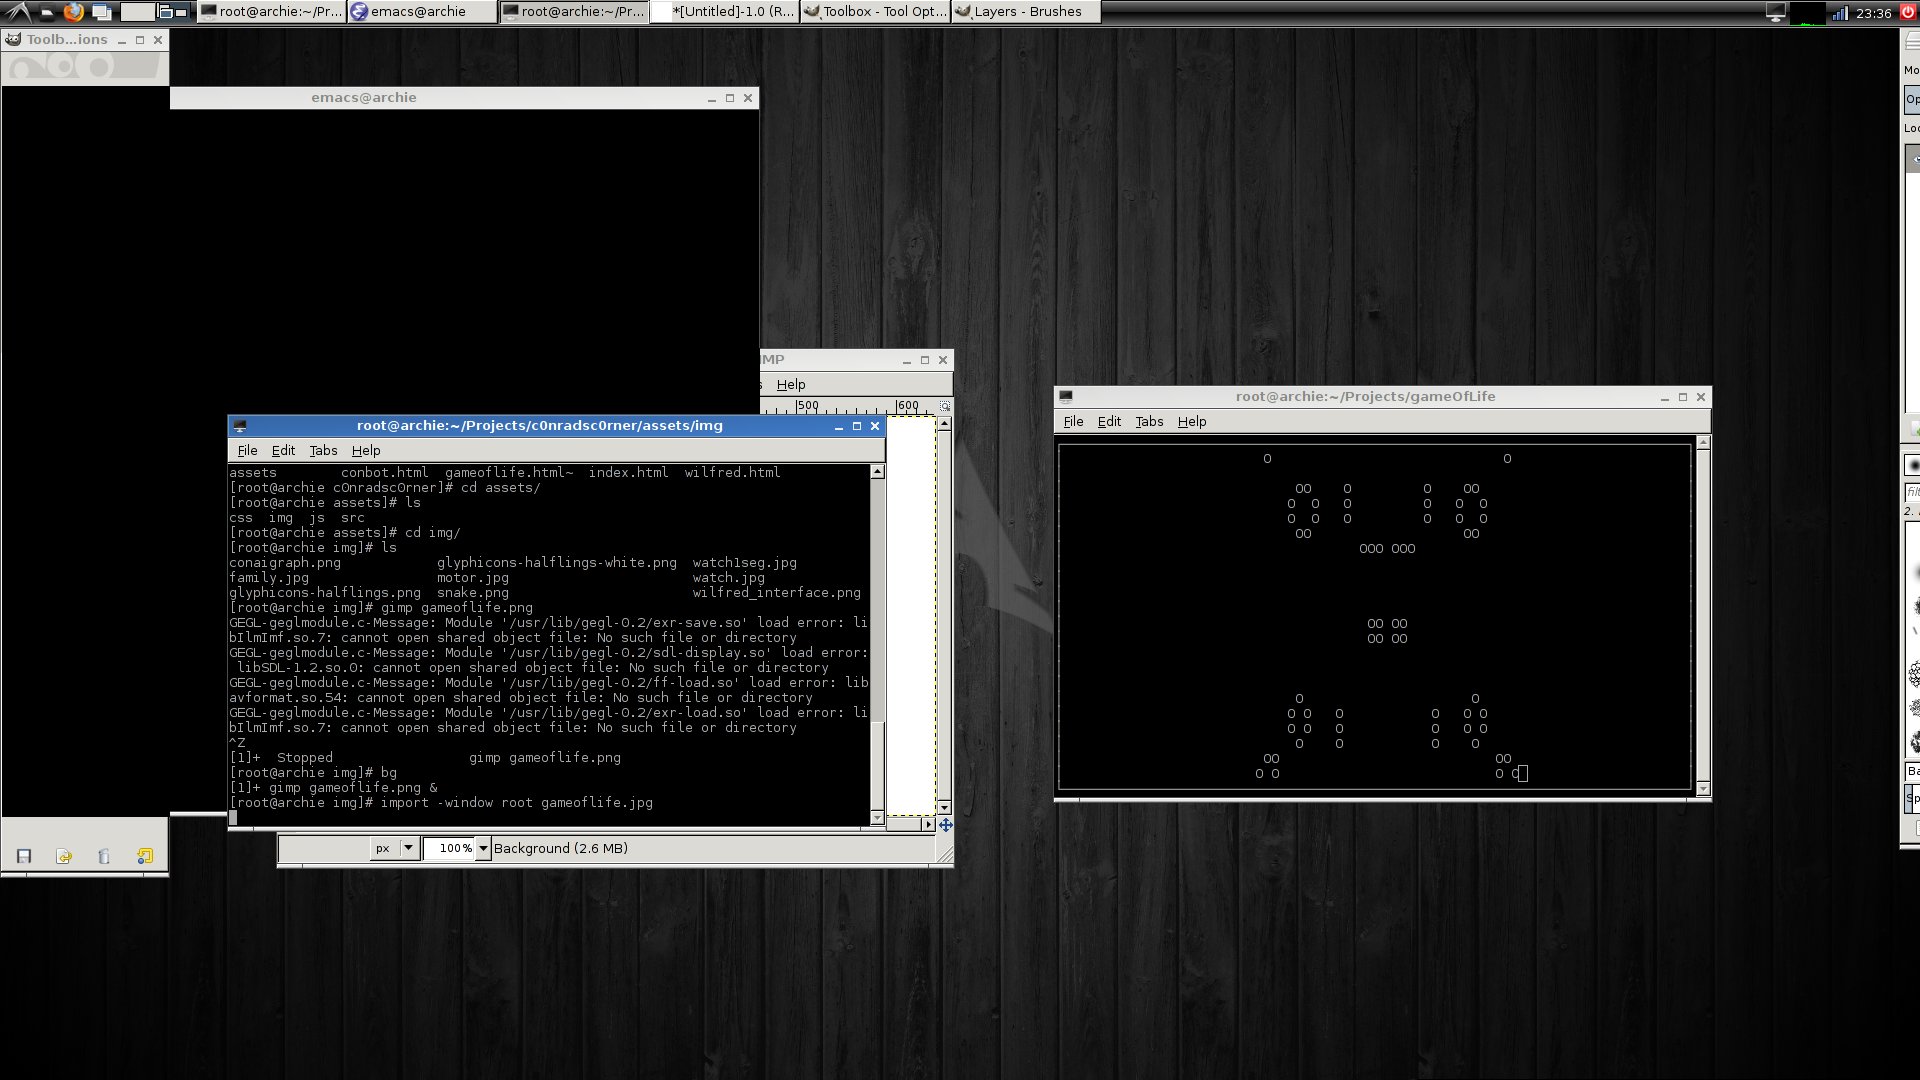 root@archie:~/Pr...
emacs@archie
root@archie:~/Pr...
*[Untitled]-1.0 (R...
Toolbox - Tool Opt...
Layers - Brushes
23:36
Toolb...ions
emacs@archie
IMP
s Help
500 600
root@archie:~/Projects/c0nradsc0rner/assets/img
File Edit Tabs Help
assets        conbot.html  gameoflife.html~  index.html  wilfred.html
[root@archie c0nradsc0rner]# cd assets/
[root@archie assets]# ls
css  img  js  src
[root@archie assets]# cd img/
[root@archie img]# ls
conaigraph.png            glyphicons-halflings-white.png  watch1seg.jpg
family.jpg                motor.jpg                       watch.jpg
glyphicons-halflings.png  snake.png                       wilfred_interface.png
[root@archie img]# gimp gameoflife.png
GEGL-geglmodule.c-Message: Module '/usr/lib/gegl-0.2/exr-save.so' load error: li
bIlmImf.so.7: cannot open shared object file: No such file or directory
GEGL-geglmodule.c-Message: Module '/usr/lib/gegl-0.2/sdl-display.so' load error:
 libSDL-1.2.so.0: cannot open shared object file: No such file or directory
GEGL-geglmodule.c-Message: Module '/usr/lib/gegl-0.2/ff-load.so' load error: lib
avformat.so.54: cannot open shared object file: No such file or directory
GEGL-geglmodule.c-Message: Module '/usr/lib/gegl-0.2/exr-load.so' load error: li
bIlmImf.so.7: cannot open shared object file: No such file or directory
^Z
[1]+  Stopped                 gimp gameoflife.png
[root@archie img]# bg
[1]+ gimp gameoflife.png &
[root@archie img]# import -window root gameoflife.jpg
px 100% Background (2.6 MB)
root@archie:~/Projects/gameOfLife
File Edit Tabs Help
O                             O
OO    O         O    OO
O  O   O         O   O  O
O  O   O         O   O  O
OO                   OO
OOO OOO
OO OO
OO OO
O                     O
O O   O           O   O O
O O   O           O   O O
O    O           O    O
OO                           OO
O O                           O O
Mo
Op
Loc
filt
2.
Ba
Sp